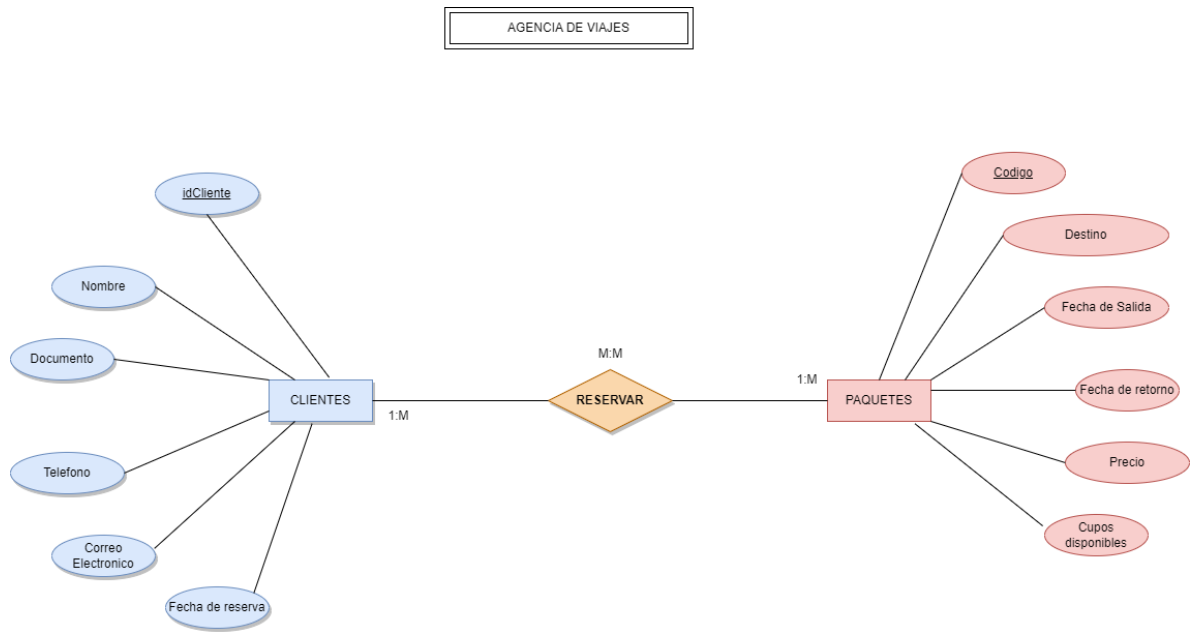 AGENCIA DE VIAJES
idCliente
Nombre
Documento
Telefono
Correo
Electronico
Fecha de reserva
CLIENTES
1:M
M:M
RESERVAR
1:M
PAQUETES
Codigo
Destino
Fecha de Salida
Fecha de retorno
Precio
Cupos
disponibles